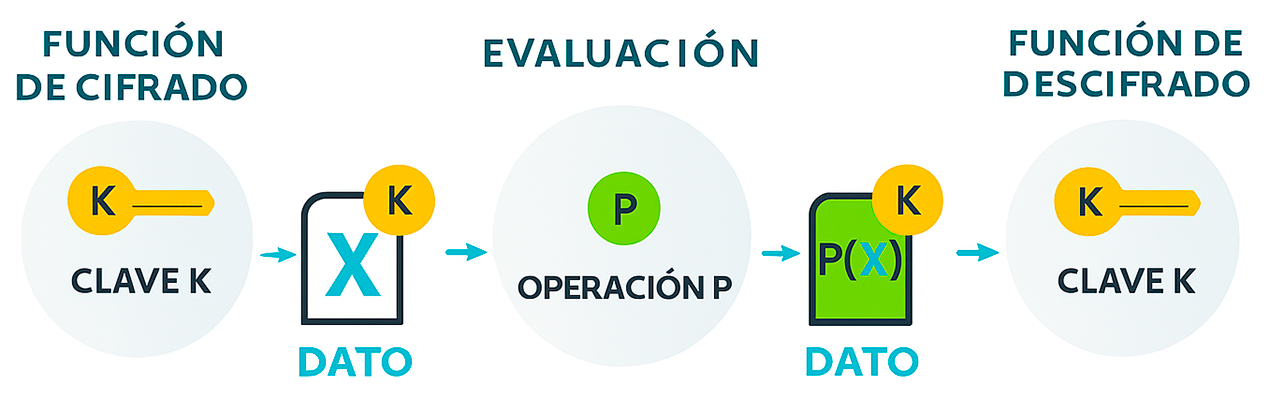 FUNCIÓN
DE CIFRADO
K
CLAVE K
K
X
DATO
EVALUACIÓN
P
OPERACIÓN P
K
P(X)
DATO
FUNCIÓN DE
DESCIFRADO
K
CLAVE K